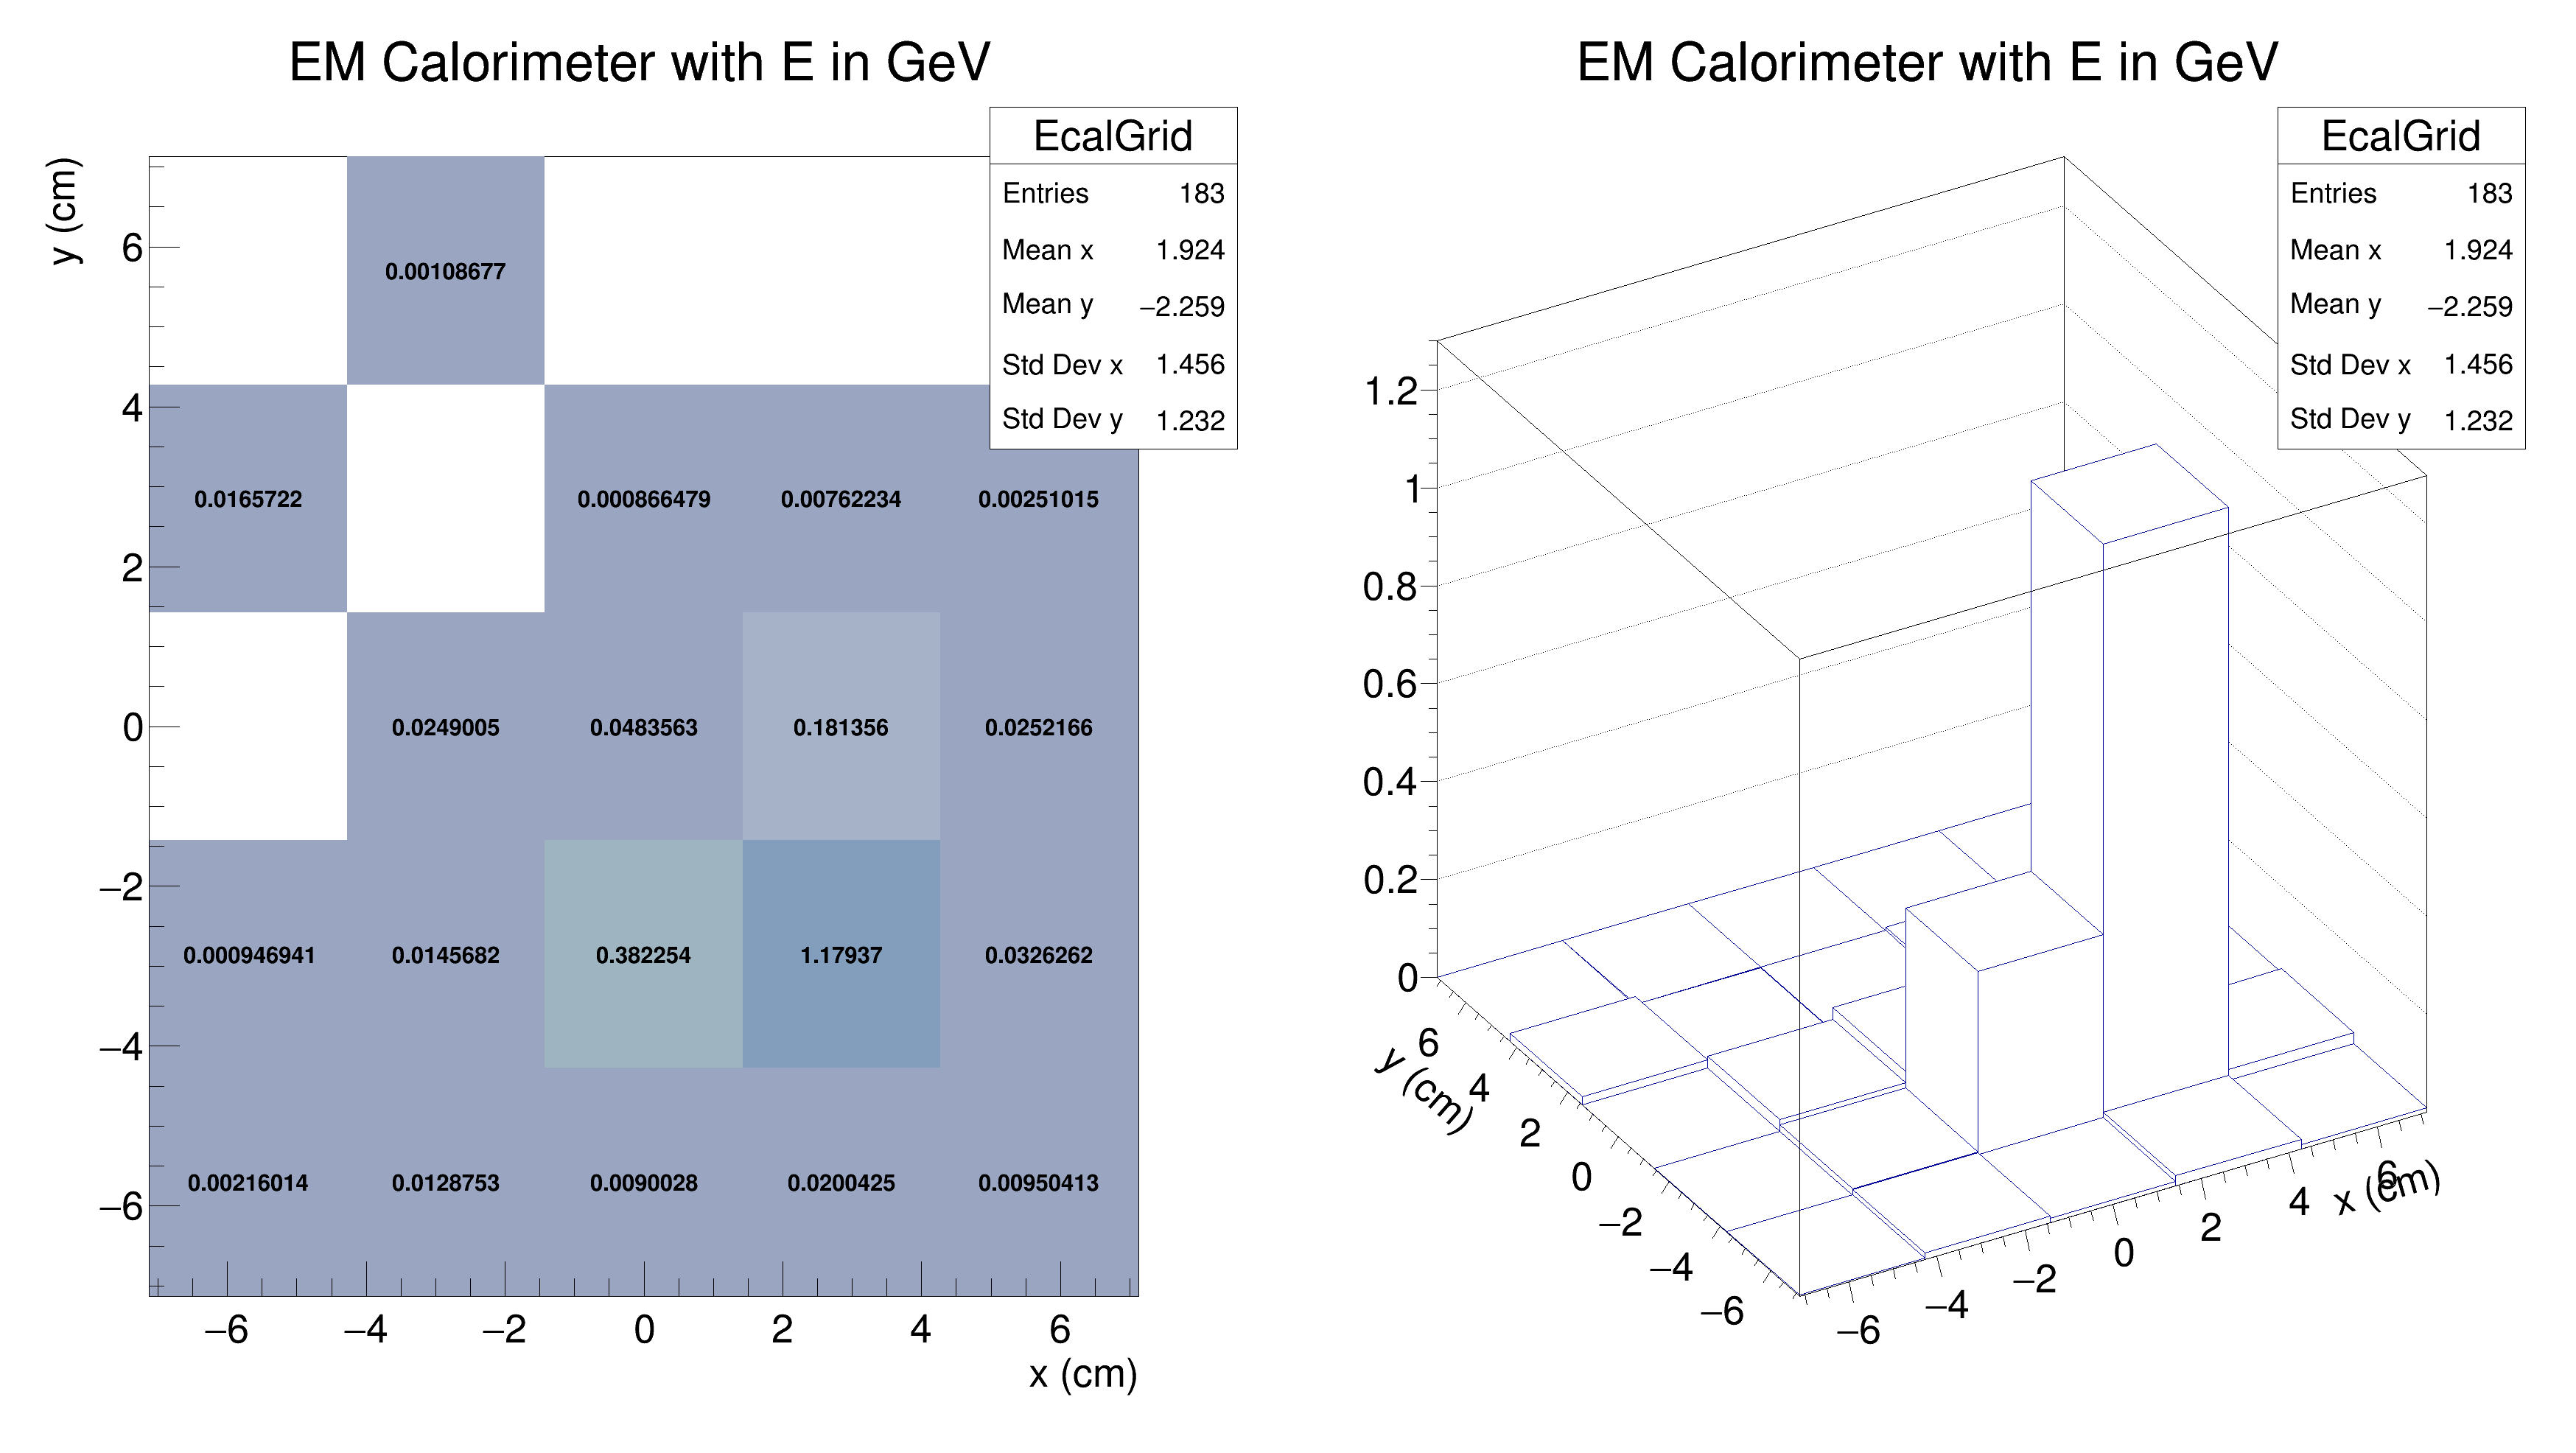 EM Calorimeter with E in GeV
EcalGrid
Entries 183
Mean x 1.924
Mean y −2.259
Std Dev x 1.456
Std Dev y 1.232
y (cm)
6
4
2
0
−2
−4
−6
0.00108677
0.0165722 0.000866479 0.00762234 0.00251015
0.0249005 0.0483563 0.181356 0.0252166
0.000946941 0.0145682 0.382254 1.17937 0.0326262
0.00216014 0.0128753 0.0090028 0.0200425 0.00950413
−6 −4 −2 0 2 4 6
x (cm)
EM Calorimeter with E in GeV
EcalGrid
Entries 183
Mean x 1.924
Mean y −2.259
Std Dev x 1.456
Std Dev y 1.232
1.2
1
0.8
0.6
0.4
0.2
0
6
4
2
0
−2
−4
−6
y (cm)
−6
−4
−2
0
2
4
6
x (cm)